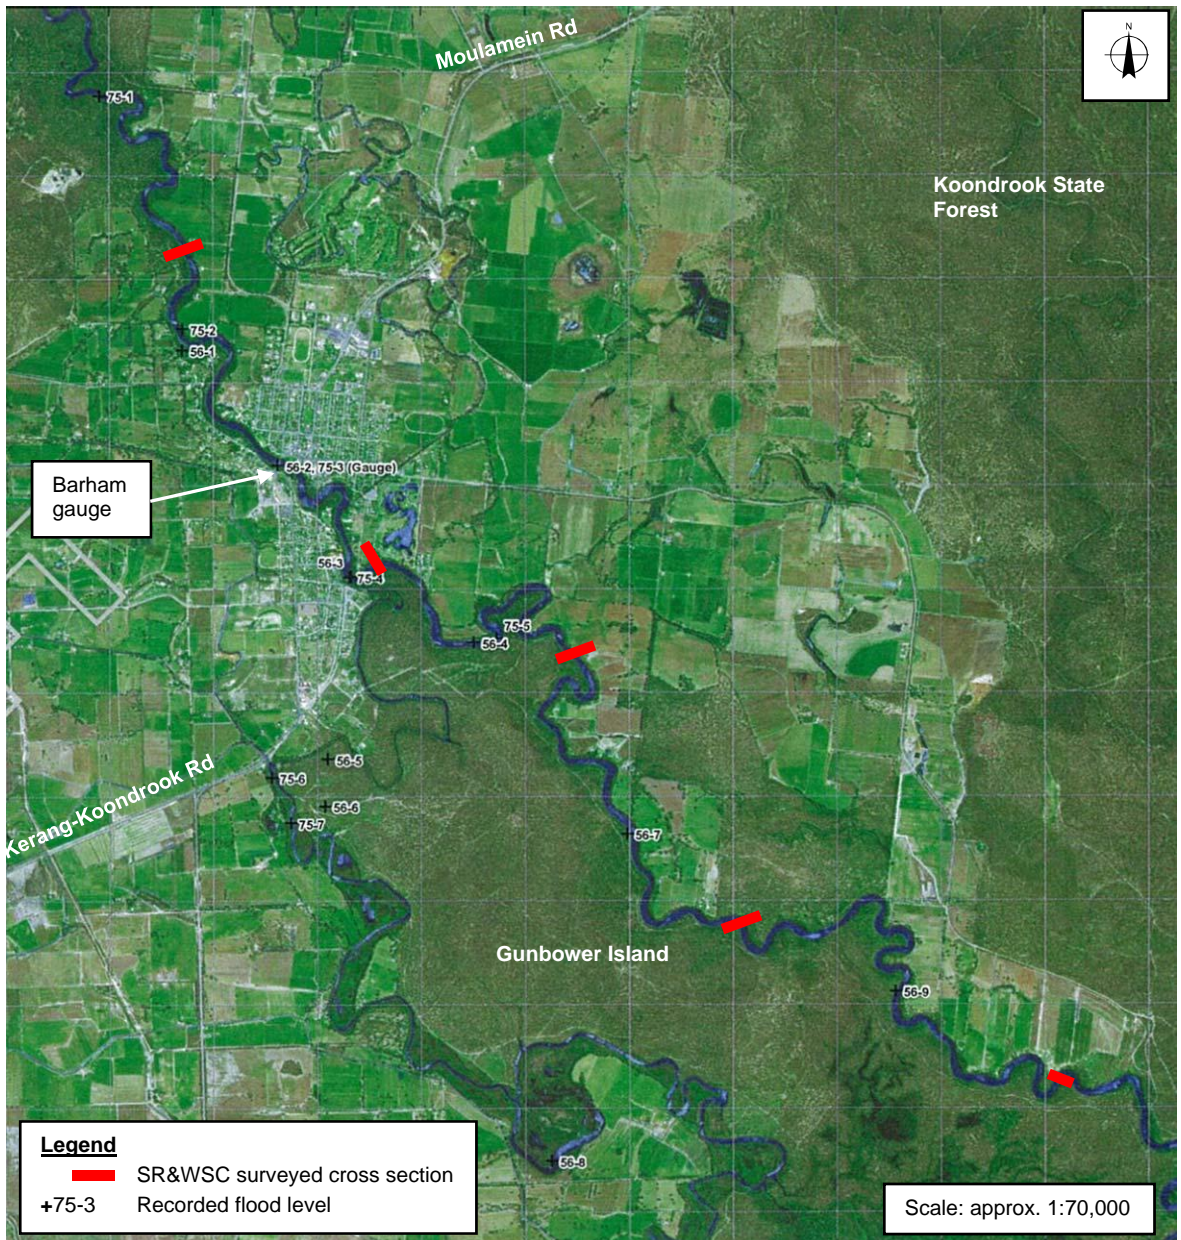 Moulamein Rd
N
75-1
Koondrook State
Forest
75-2
56-1
56-2, 75-3 (Gauge)
Barham
gauge
56-3
75-4
75-5
56-4
56-5
75-6
Kerang-Koondrook Rd
56-6
75-7
56-7
Gunbower Island
56-9
56-8
Legend
SR&WSC surveyed cross section
+75-3 Recorded flood level
Scale: approx. 1:70,000